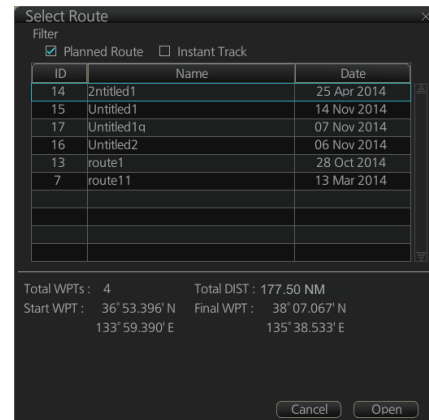 Select Route
Filter
Planned Route Instant Track
ID Name Date
14 2ntitled1 25 Apr 2014
15 Untitled1 14 Nov 2014
17 Untitled1q 07 Nov 2014
16 Untitled2 06 Nov 2014
13 route1 28 Oct 2014
7 route11 13 Mar 2014
Total WPTs : 4 Total DIST : 177.50 NM
Start WPT : 36°53.396' N Final WPT : 38°07.067' N
133°59.390' E 135°38.533' E
Cancel Open